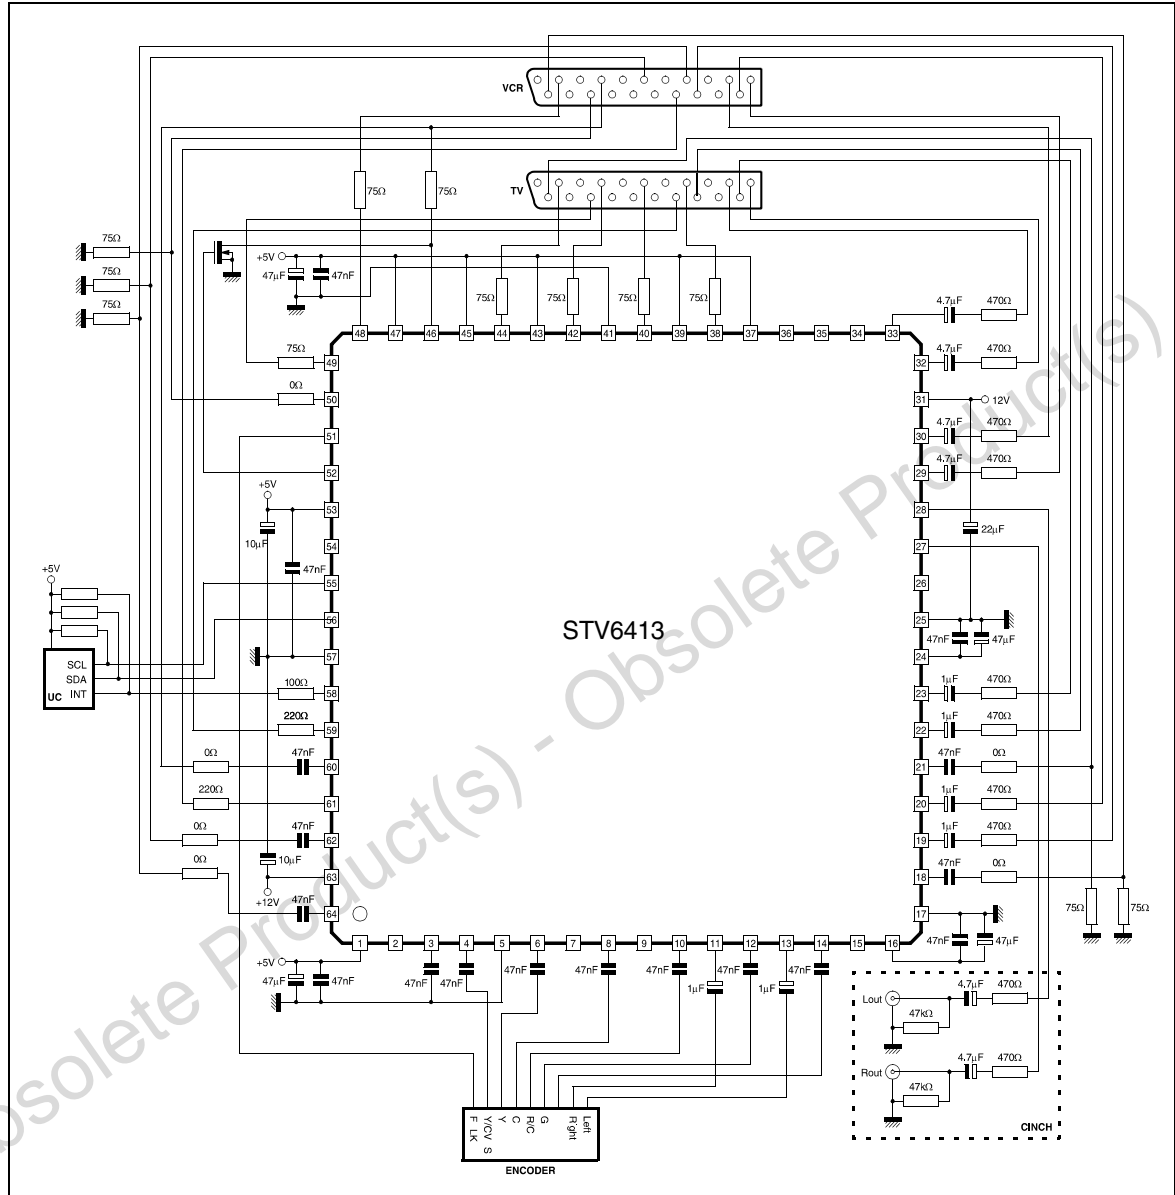 VCR
TV
75Ω
75Ω
75Ω
75Ω
75Ω
+5V
47µF
47nF
75Ω
75Ω
75Ω
75Ω
4.7µF
470Ω
48
47
46
45
44
43
42
41
40
39
38
37
36
35
34
33
75Ω
49
32
4.7µF
470Ω
0Ω
50
31
12V
51
30
4.7µF
470Ω
52
29
4.7µF
470Ω
+5V
53
28
10µF
22µF
54
27
47nF
+5V
55
26
56
STV6413
25
47nF
47µF
57
24
SCL
SDA
INT
UC
100Ω
58
23
1µF
470Ω
220Ω
59
22
1µF
470Ω
0Ω
47nF
60
21
47nF
0Ω
220Ω
61
20
1µF
470Ω
0Ω
47nF
62
19
1µF
470Ω
0Ω
10µF
63
18
47nF
0Ω
+12V
47nF
64
17
75Ω
75Ω
47nF
47µF
1
2
3
4
5
6
7
8
9
10
11
12
13
14
15
16
+5V
47µF
47nF
47nF
47nF
47nF
47nF
47nF
1µF
47nF
1µF
47nF
Lout
4.7µF
470Ω
47kΩ
Rout
4.7µF
470Ω
47kΩ
CINCH
F LK
Y/CV S
Y
C
R/C
G
Right
Left
ENCODER
Obsolete Product(s) - Obsolete Product(s)